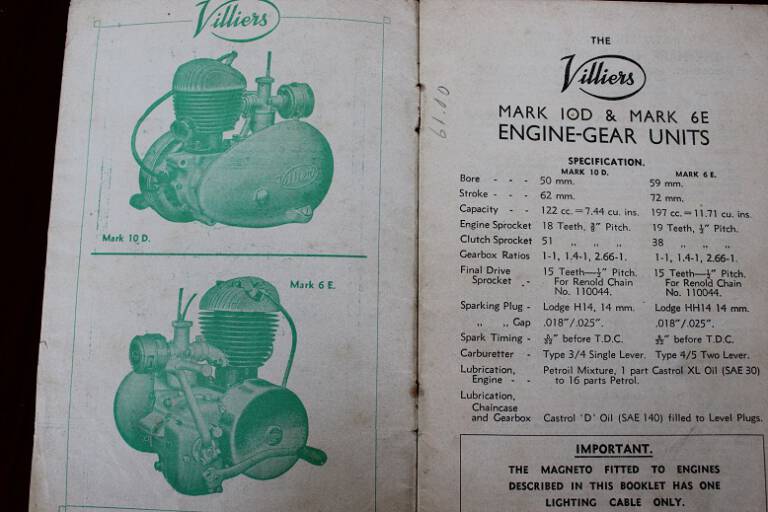 Villiers
Villiers
Mark 10 D.
Mark 6 E.
61.00
THE
Villiers
MARK 10D & MARK 6E
ENGINE-GEAR UNITS
SPECIFICATION.
MARK 10 D. MARK 6 E.
Bore - - - 50 mm. 59 mm.
Stroke - - - 62 mm. 72 mm.
Capacity - - 122 cc. = 7.44 cu. ins. 197 cc. = 11.71 cu. ins.
Engine Sprocket 18 Teeth, ⅜" Pitch. 19 Teeth, ½" Pitch.
Clutch Sprocket 51 „ „ „ 38 „ „ „
Gearbox Ratios 1-1, 1.4-1, 2.66-1. 1-1, 1.4-1, 2.66-1.
Final Drive 15 Teeth—½" Pitch. 15 Teeth—½" Pitch.
Sprocket - For Renold Chain For Renold Chain
No. 110044. No. 110044.
Sparking Plug - Lodge H14, 14 mm. Lodge HH14 14 mm.
„ „ Gap .018"/.025". .018"/.025".
Spark Timing - before T.D.C. before T.D.C.
Carburetter - Type 3/4 Single Lever. Type 4/5 Two Lever.
Lubrication, Petroil Mixture, 1 part Castrol XL Oil (SAE 30)
Engine - - to 16 parts Petrol.
Lubrication,
Chaincase
and Gearbox Castrol 'D' Oil (SAE 140) filled to Level Plugs.
IMPORTANT.
THE MAGNETO FITTED TO ENGINES
DESCRIBED IN THIS BOOKLET HAS ONE
LIGHTING CABLE ONLY.